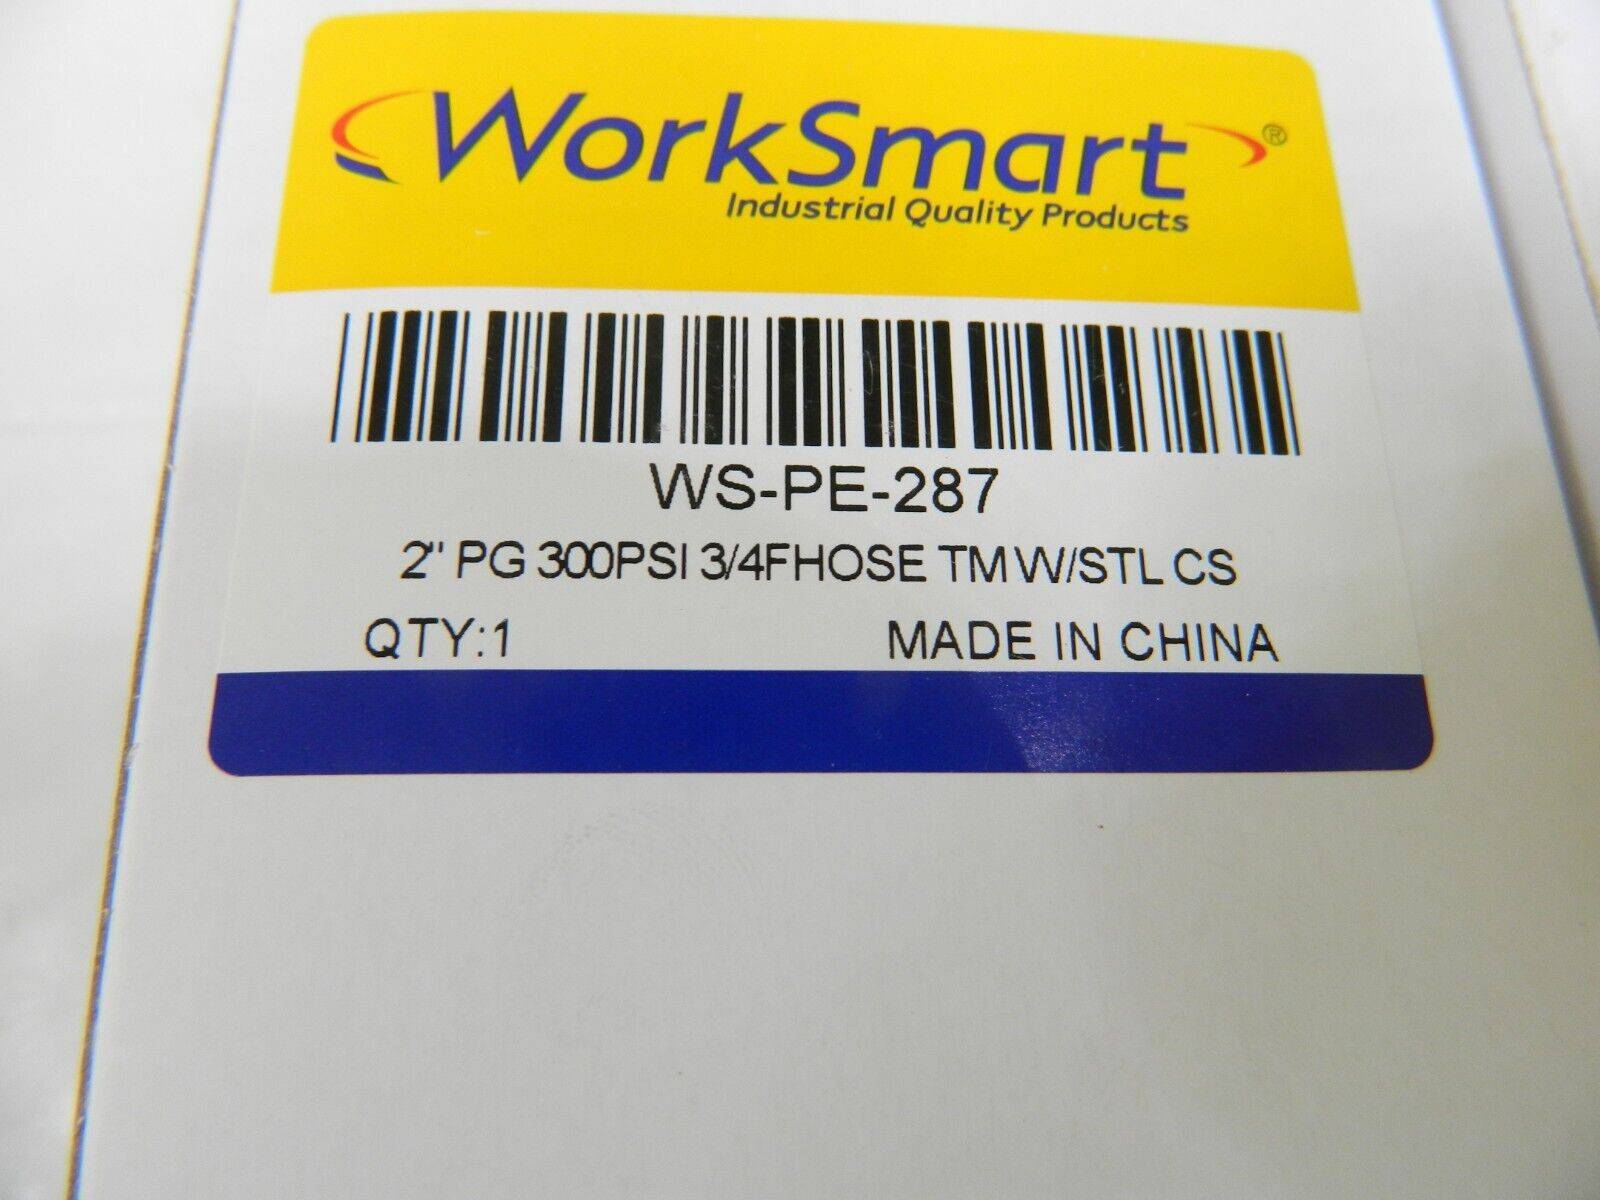 WorkSmart®
Industrial Quality Products
WS-PE-287
2" PG 300PSI 3/4FHOSE TM W/STL CS
QTY:1 MADE IN CHINA